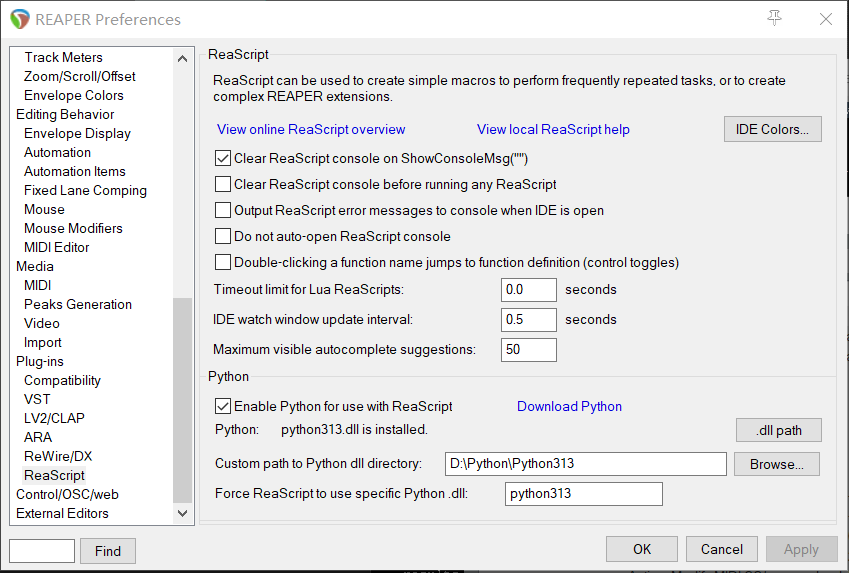 REAPER Preferences
Track Meters
Zoom/Scroll/Offset
Envelope Colors
Editing Behavior
Envelope Display
Automation
Automation Items
Fixed Lane Comping
Mouse
Mouse Modifiers
MIDI Editor
Media
MIDI
Peaks Generation
Video
Import
Plug-ins
Compatibility
VST
LV2/CLAP
ARA
ReWire/DX
ReaScript
Control/OSC/web
External Editors
Find
ReaScript
ReaScript can be used to create simple macros to perform frequently repeated tasks, or to create
complex REAPER extensions.
View online ReaScript overview View local ReaScript help IDE Colors...
Clear ReaScript console on ShowConsoleMsg("")
Clear ReaScript console before running any ReaScript
Output ReaScript error messages to console when IDE is open
Do not auto-open ReaScript console
Double-clicking a function name jumps to function definition (control toggles)
Timeout limit for Lua ReaScripts: 0.0 seconds
IDE watch window update interval: 0.5 seconds
Maximum visible autocomplete suggestions: 50
Python
Enable Python for use with ReaScript Download Python
Python: python313.dll is installed. .dll path
Custom path to Python dll directory: D:\Python\Python313 Browse...
Force ReaScript to use specific Python .dll: python313
OK Cancel Apply